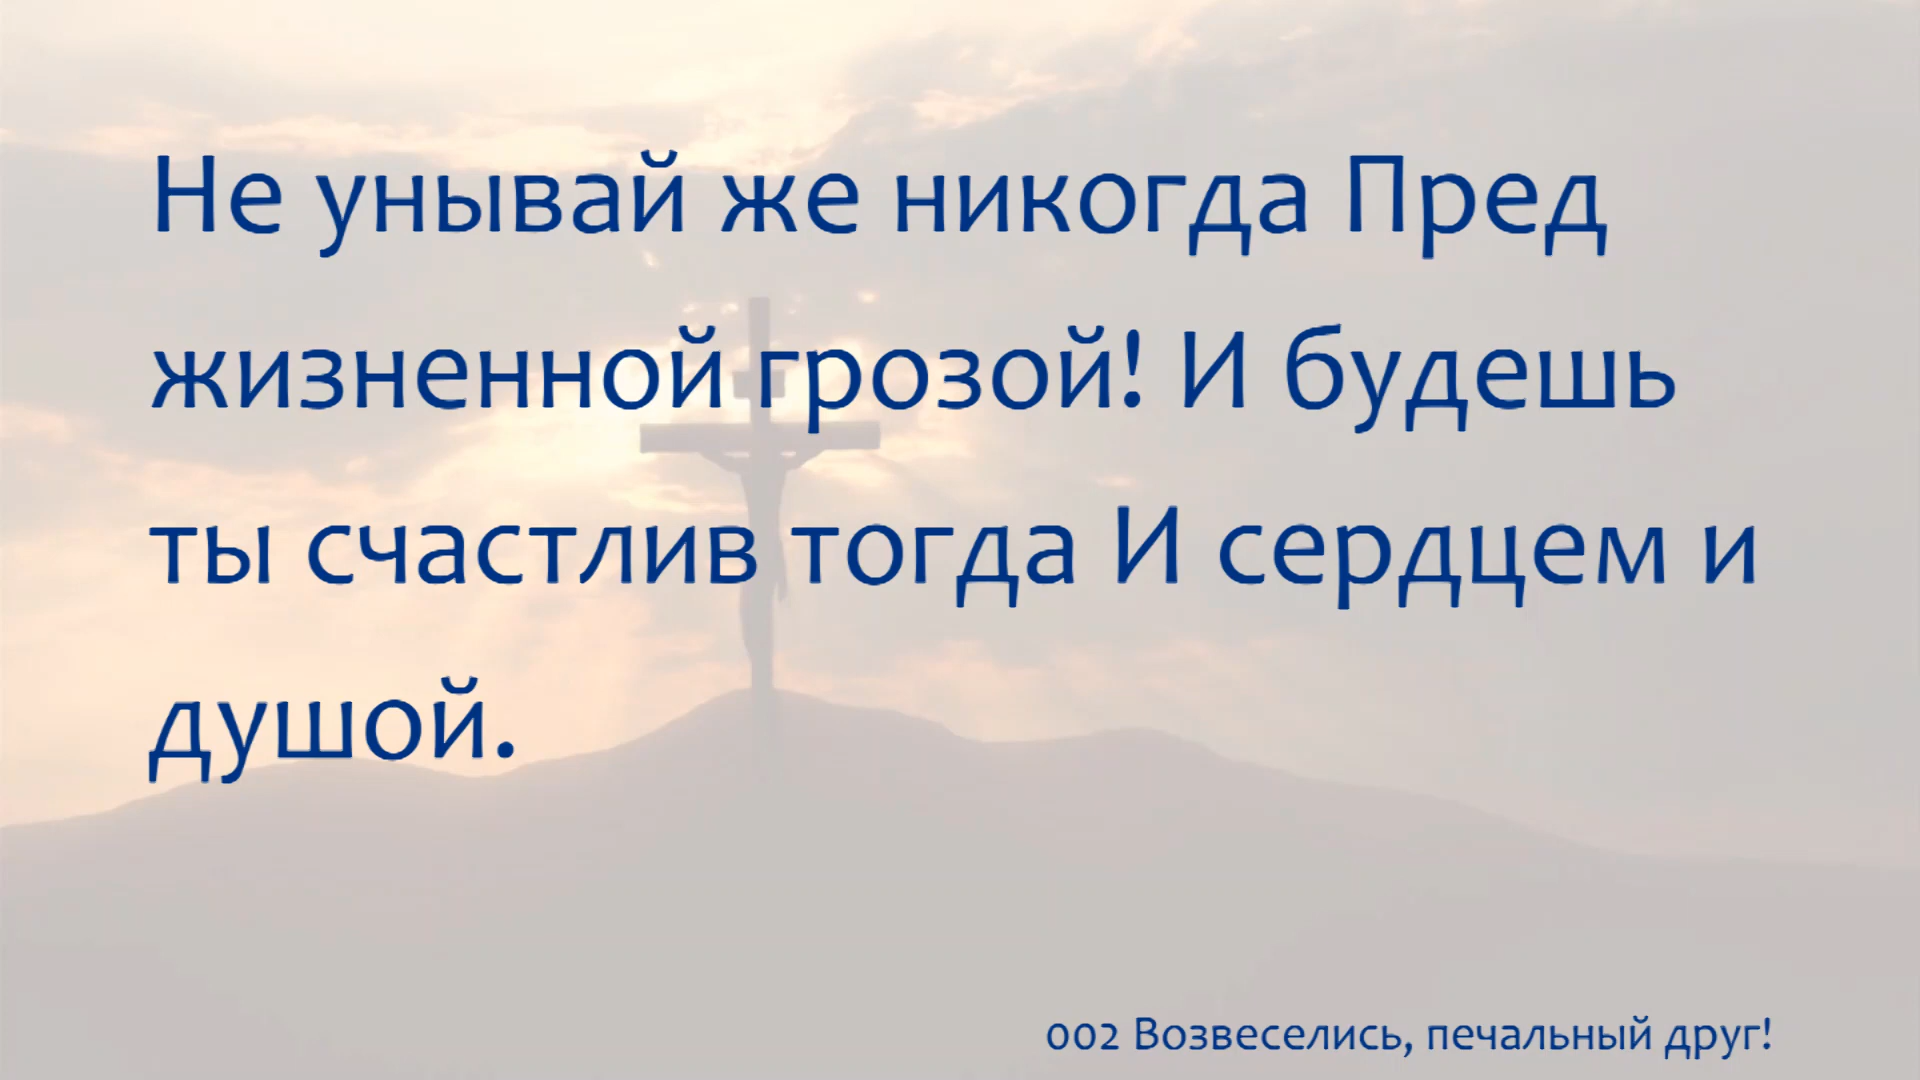 Не унывай же никогда Пред
жизненной грозой! И будешь
ты счастлив тогда И сердцем и
душой.
002 Возвеселись, печальный друг!